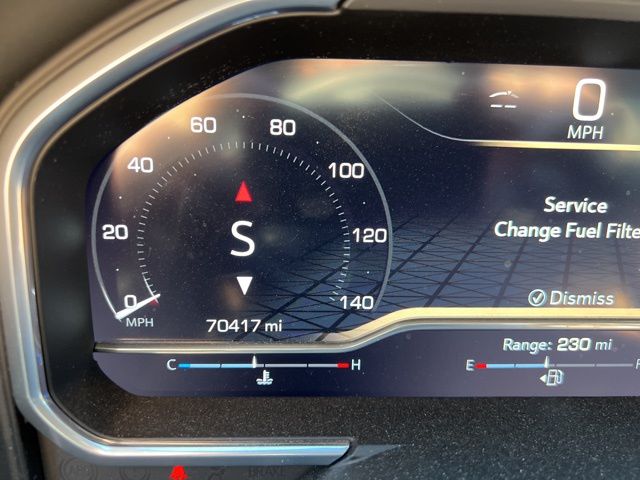 0
MPH
60
80
40
100
20
S
120
0
140
MPH
70417 mi
Service
Change Fuel Filte
Dismiss
Range: 230 mi
C
H
E